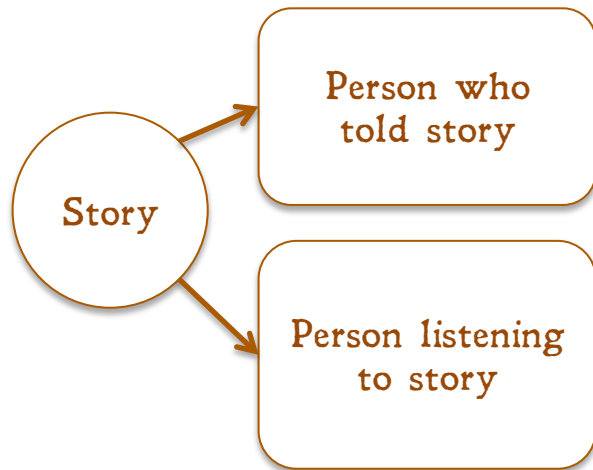 Person who
told story
Story
Person listening
to story